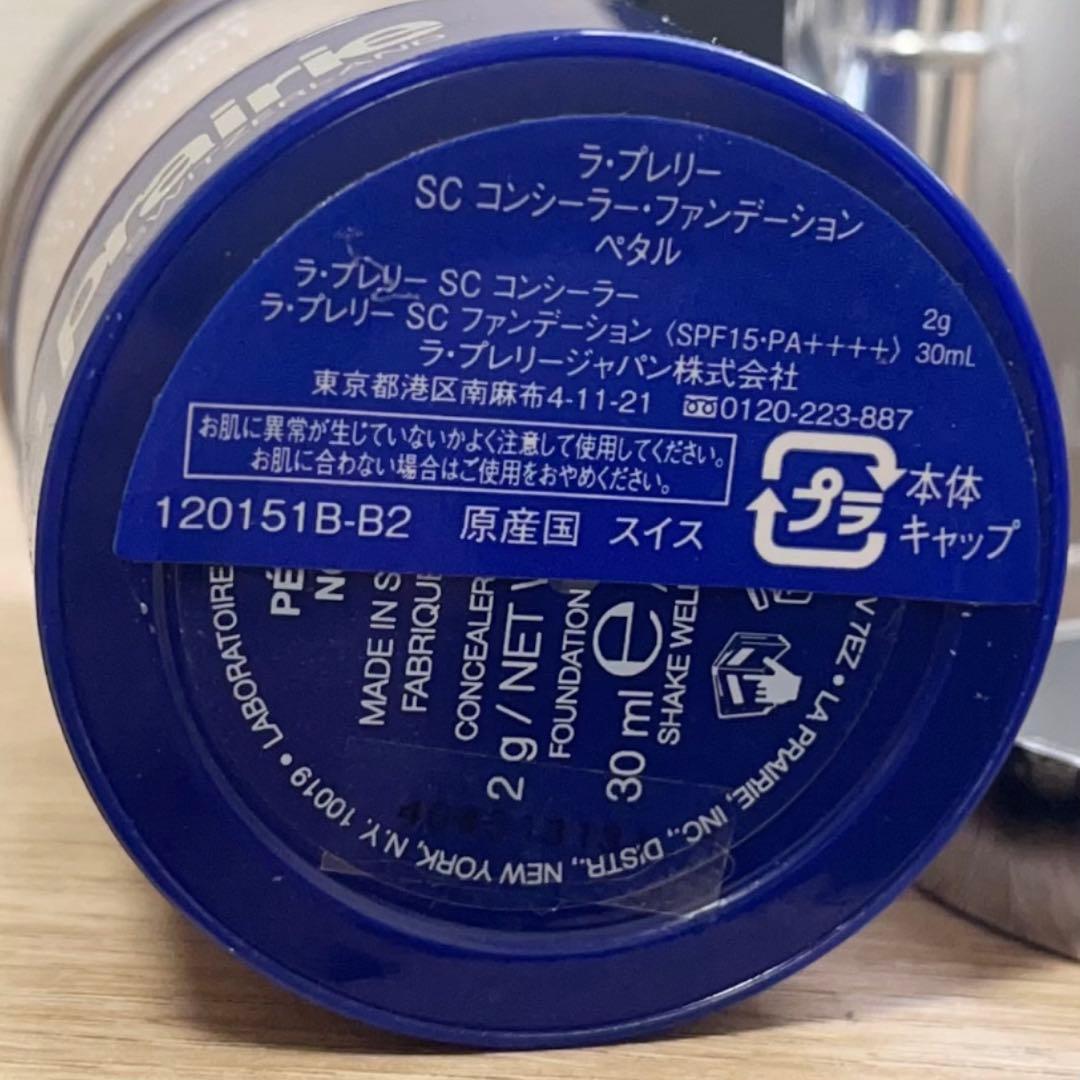 prairie
SWITZERLAND
ラ・プレリー
SC コンシーラー・ファンデーション
ペタル
ラ・プレリー SC コンシーラー 2g
ラ・プレリー SC ファンデーション〈SPF15・PA++++〉30mL
ラ・プレリージャパン株式会社
東京都港区南麻布4-11-21 0120-223-887
お肌に異常が生じていないかよく注意して使用してください。
お肌に合わない場合はご使用をおやめください。
プラ
本体
キャップ
120151B-B2 原産国 スイス
MADE IN
FABRIQUÉ
CONCEALER
2 g / NET
FOUNDATION
30 ml e
SHAKE WELL
7EZ • LA PRAIRIE, INC., DISTR., NEW YORK, N.Y. 10019 • LABORATOIRE